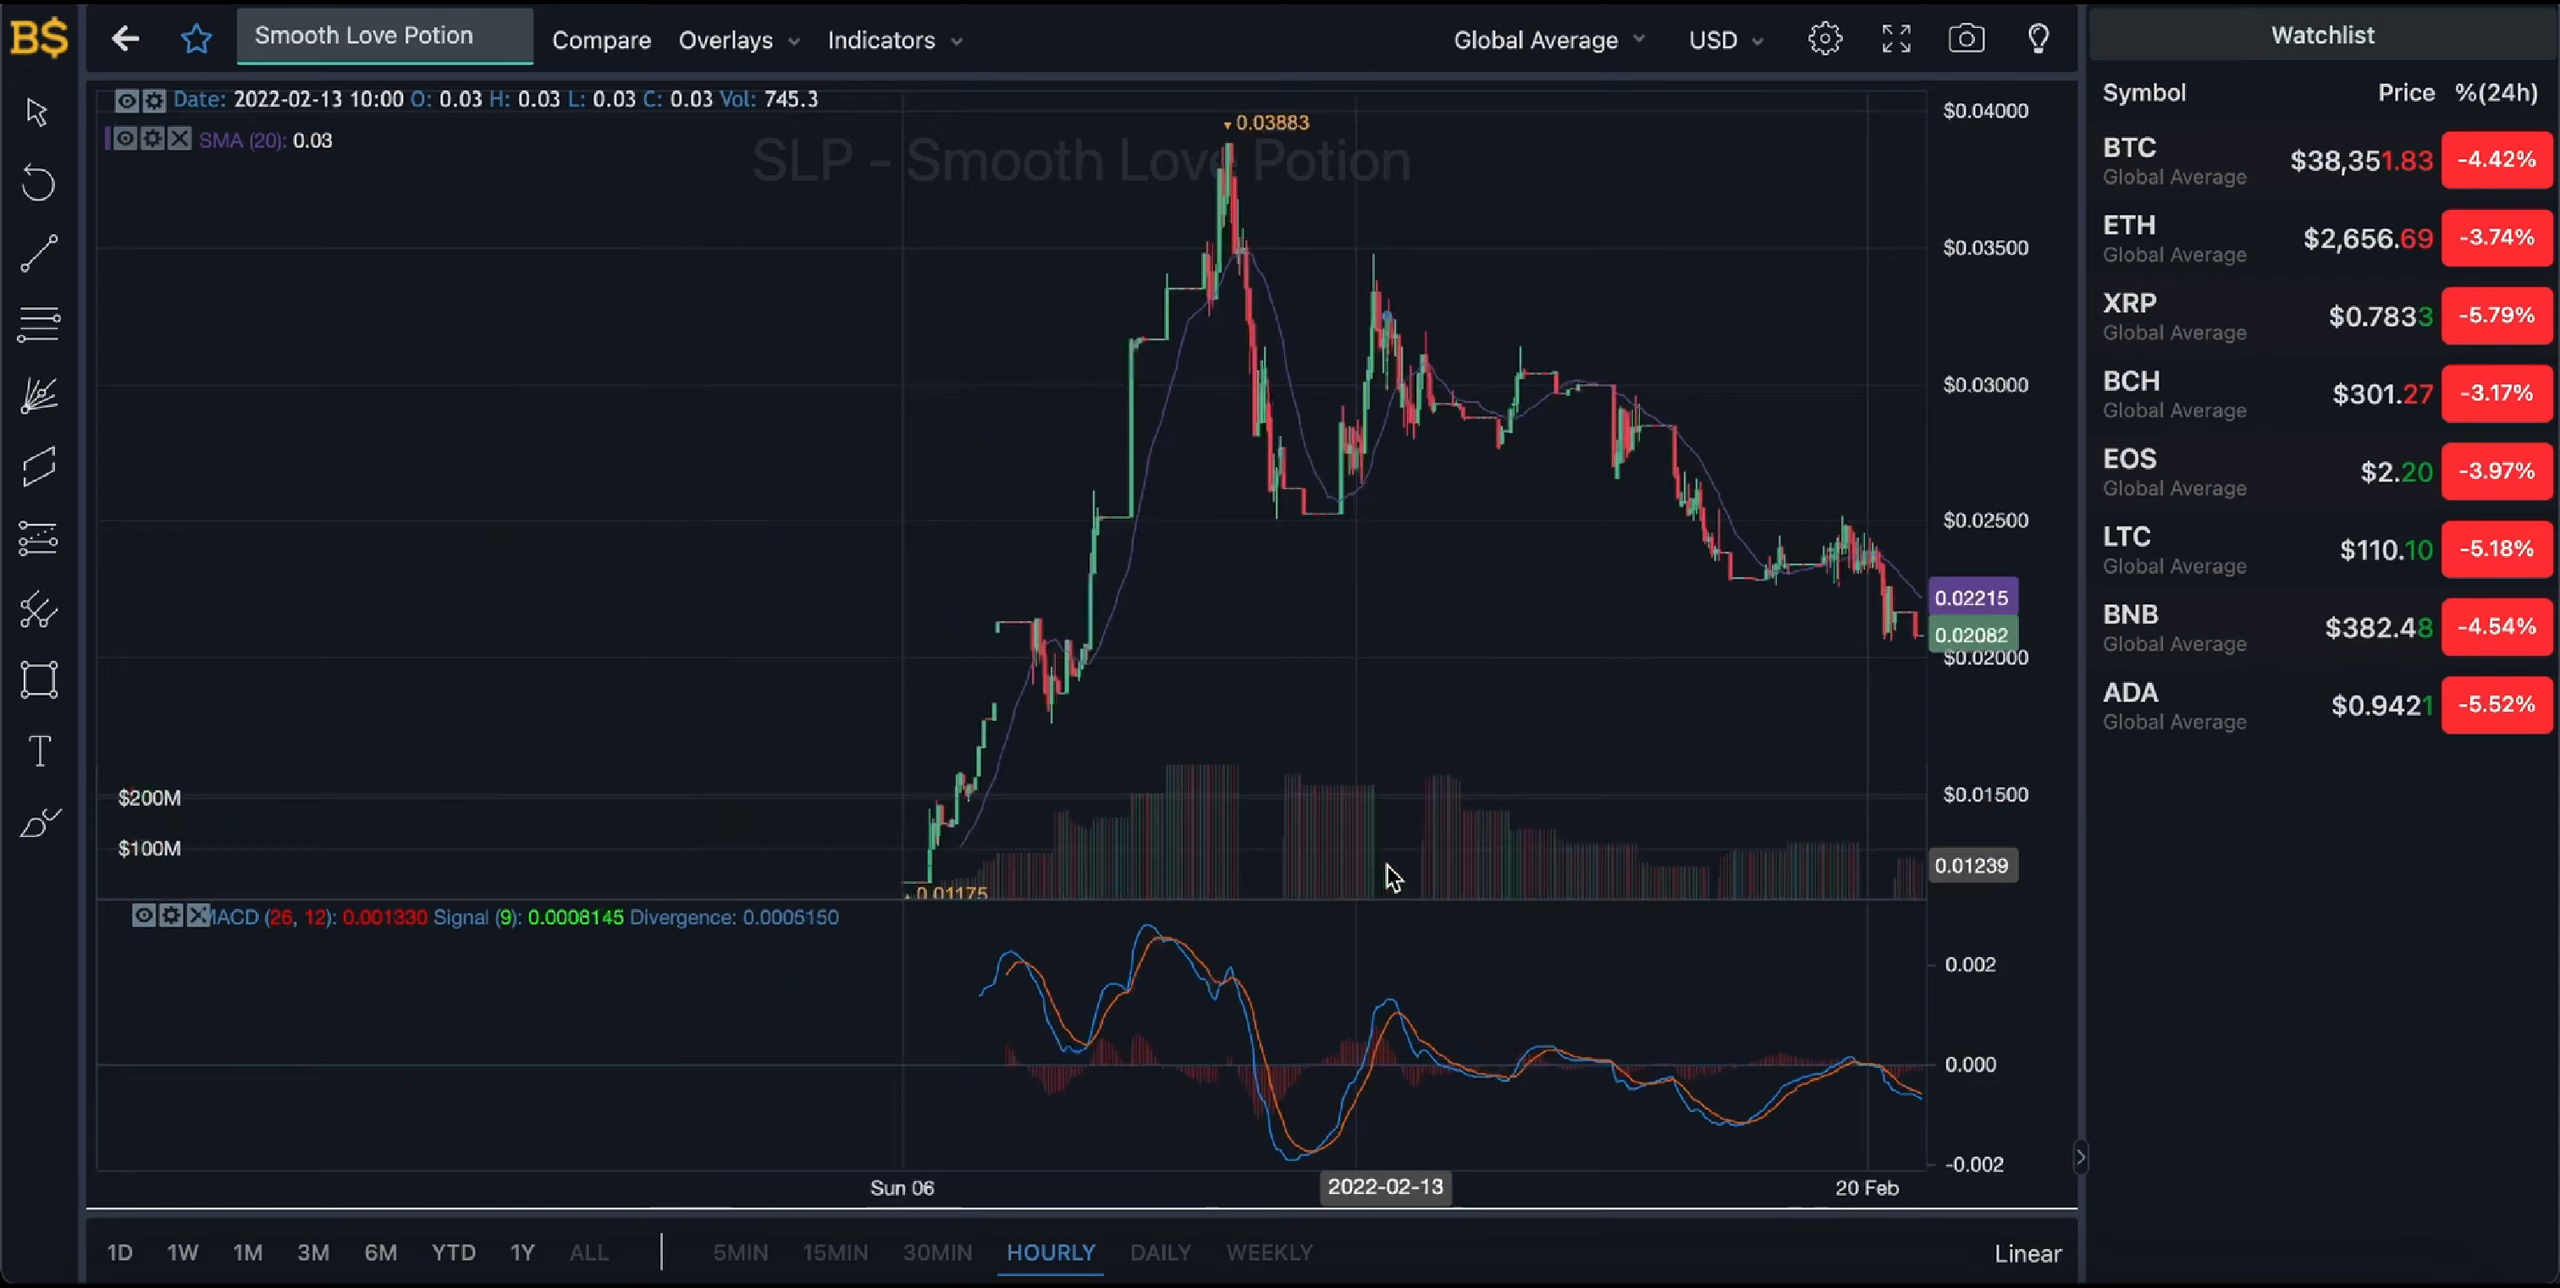 B$
Smooth Love Potion
Compare
Overlays
Indicators
Global Average
USD
Date: 2022-02-13 10:00 O: 0.03 H: 0.03 L: 0.03 C: 0.03 Vol: 745.3
SMA (20): 0.03
0.03883
SLP - Smooth Love Potion
$0.04000
$0.03500
$0.03000
$0.02500
0.02215
0.02082
$0.02000
$0.01500
0.01239
$200M
$100M
0.01175
MACD (26, 12): 0.001330 Signal (9): 0.0008145 Divergence: 0.0005150
0.002
0.000
-0.002
Sun 06
2022-02-13
20 Feb
1D 1W 1M 3M 6M YTD 1Y ALL
5MIN 15MIN 30MIN HOURLY DAILY WEEKLY
Linear
Watchlist
Symbol Price %(24h)
BTC $38,351.83 -4.42%
Global Average
ETH $2,656.69 -3.74%
Global Average
XRP $0.7833 -5.79%
Global Average
BCH $301.27 -3.17%
Global Average
EOS $2.20 -3.97%
Global Average
LTC $110.10 -5.18%
Global Average
BNB $382.48 -4.54%
Global Average
ADA $0.9421 -5.52%
Global Average